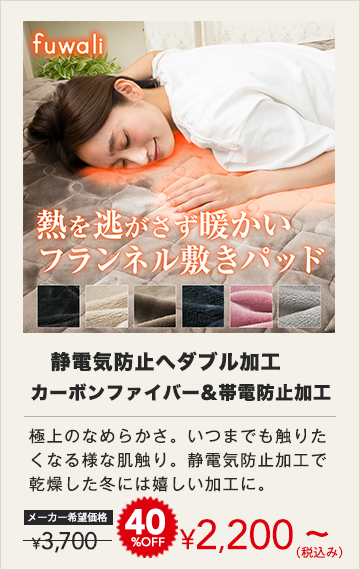 fuwali
熱を逃がさず暖かい
フランネル敷きパッド
静電気防止へダブル加工
カーボンファイバー&帯電防止加工
極上のなめらかさ。いつまでも触りた
くなる様な肌触り。静電気防止加工で
乾燥した冬には嬉しい加工に。
メーカー希望価格
¥3,700
40
%OFF
¥2,200～
(税込み)